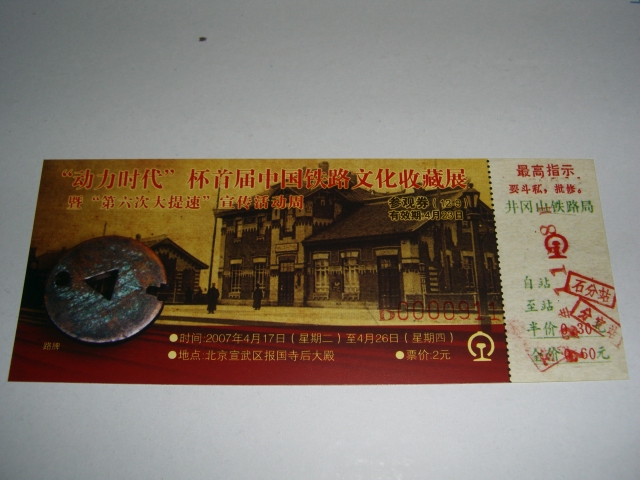 “动力时代”杯首届中国铁路文化收藏展
暨“第六次大提速”宣传活动周
参观券(12-8)
有效期:4月23日
路牌
●时间:2007年4月17日(星期二)至4月26日(星期四)
●地点:北京宣武区报国寺后大殿
●票价:2元
最高指示
要斗私,批修。
井冈山铁路局
自站
至站
半价0.30
全价0.60元
石分站